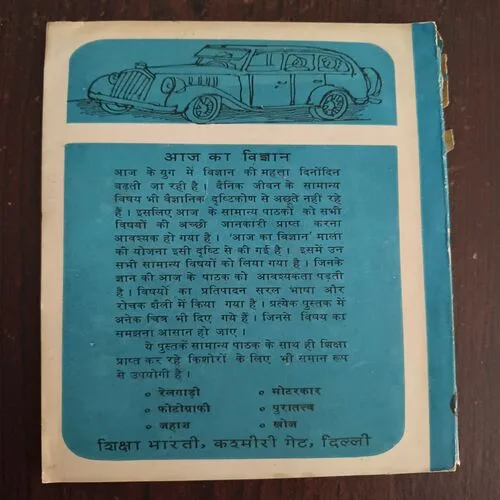 आज का विज्ञान
आज के युग में विज्ञान की महत्ता दिनोंदिन
बढ़ती जा रही है। दैनिक जीवन के सामान्य
विषय भी वैज्ञानिक दृष्टिकोण से अछूते नही रहे
हैं। इसलिए आज के सामान्य पाठकों को सभी
विषयों की अच्छी जानकारी प्राप्त करना
आवश्यक हो गया है। 'आज का विज्ञान' माला
की योजना इसी दृष्टि से की गई है। इसमें उन
सभी सामान्य विषयों को लिया गया है। जिनके
ज्ञान की आज के पाठक को आवश्यकता पड़ती
है। विषयों का प्रतिपादन सरल भाषा और
रोचक शैली में किया गया है। प्रत्येक पुस्तक में
अनेक चित्र भी दिए गये हैं। जिनसे विषय का
समझना आसान हो जाए।
ये पुस्तकें सामान्य पाठक के साथ ही शिक्षा
प्राप्त कर रहे किशोरों के लिए भी समान रूप
से उपयोगी है।
रेलगाड़ी
मोटरकार
फोटोग्राफी
पुरातत्त्व
जहाज़
खोज
शिक्षा भारती, कश्मीरी गेट, दिल्ली